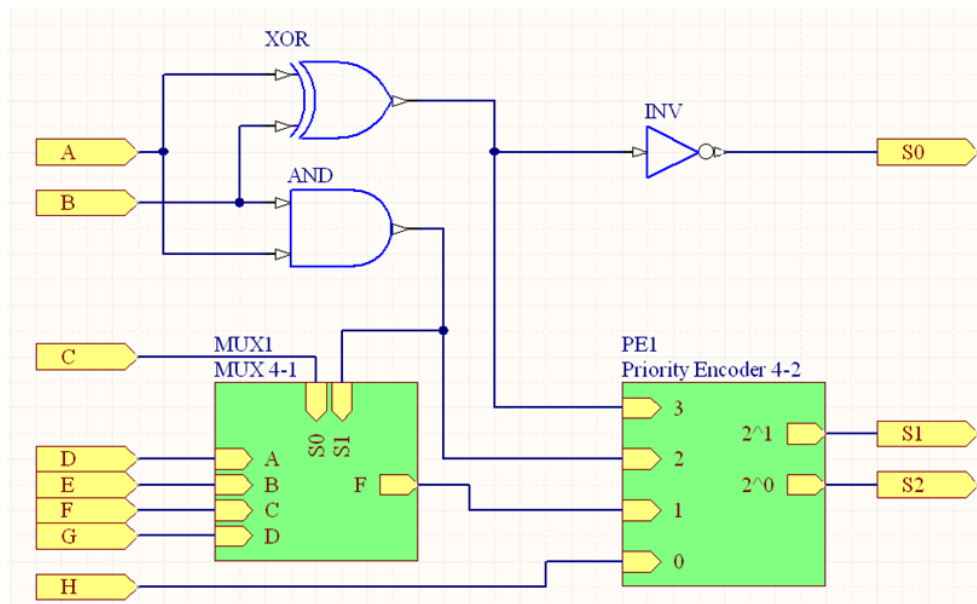 XOR
INV
A
S0
B
AND
C
MUX1
MUX 4-1
S0
S1
PE1
Priority Encoder 4-2
3
2^1
S1
D
A
2
E
B
F
2^0
S2
F
C
1
G
D
0
H